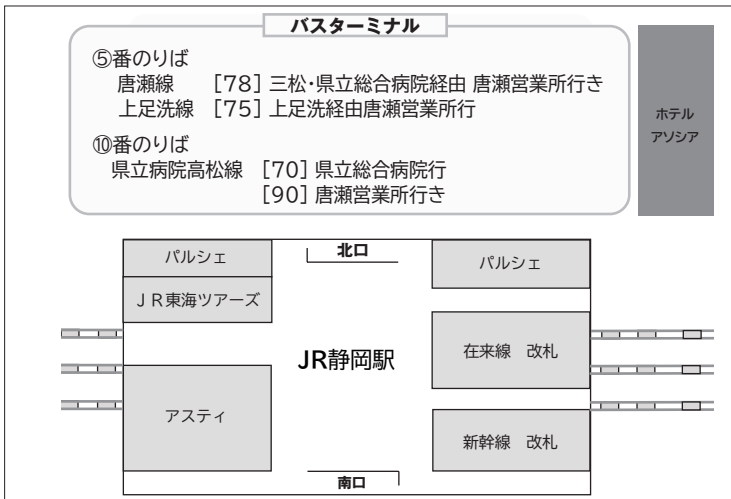 バスターミナル
⑤番のりば
唐瀬線 [78] 三松・県立総合病院経由 唐瀬営業所行き
上足洗線 [75] 上足洗経由唐瀬営業所行
⑩番のりば
県立病院高松線 [70] 県立総合病院行
[90] 唐瀬営業所行き
ホテル
アソシア
パルシェ
北口
パルシェ
JR東海ツアーズ
JR静岡駅
在来線 改札
アスティ
新幹線 改札
南口